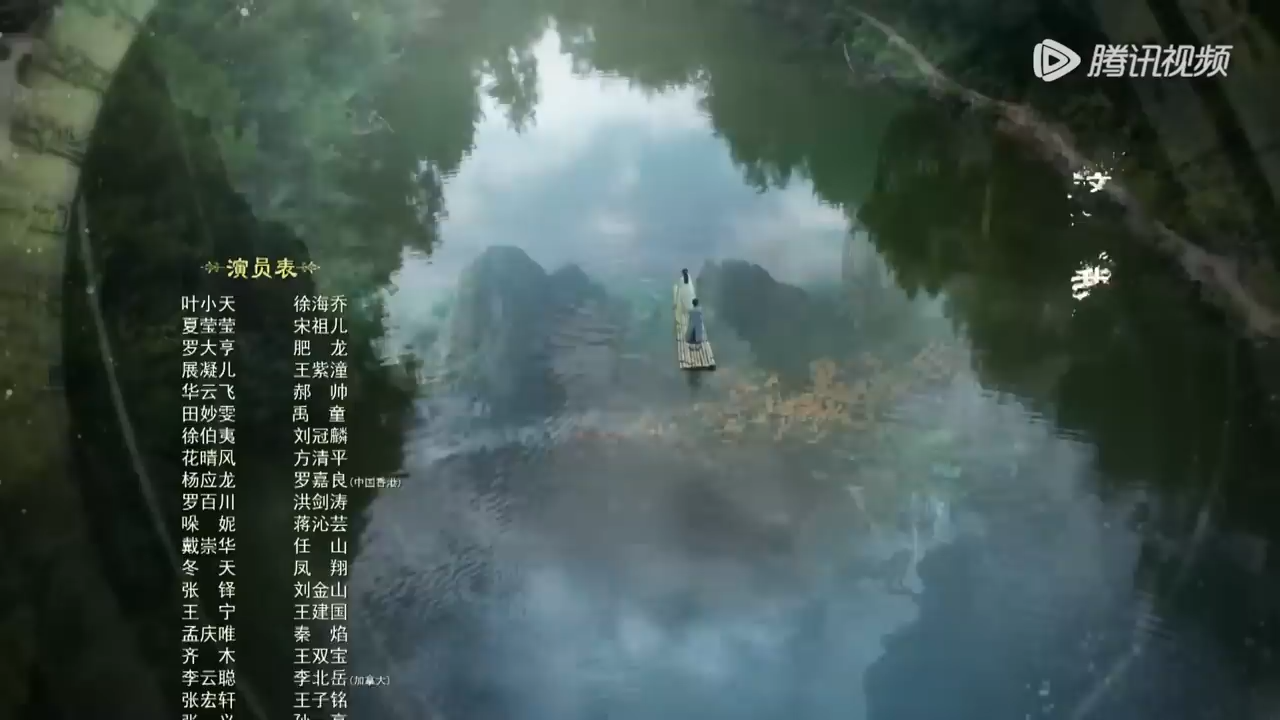 腾讯视频
演员表
叶小天 徐海乔
夏莹莹 宋祖儿
罗大亨 肥龙
展凝儿 王紫潼
华云飞 郝帅
田妙雯 禹童
徐伯夷 刘冠麟
花晴风 方清平
杨应龙 罗嘉良(中国香港)
罗百川 洪剑涛
哚妮 蒋沁芸
戴崇华 任山
冬天 凤翔
张铎 刘金山
王宁 王建国
孟庆唯 秦焰
齐木 王双宝
李云聪 李北岳(加拿大)
张宏轩 王子铭